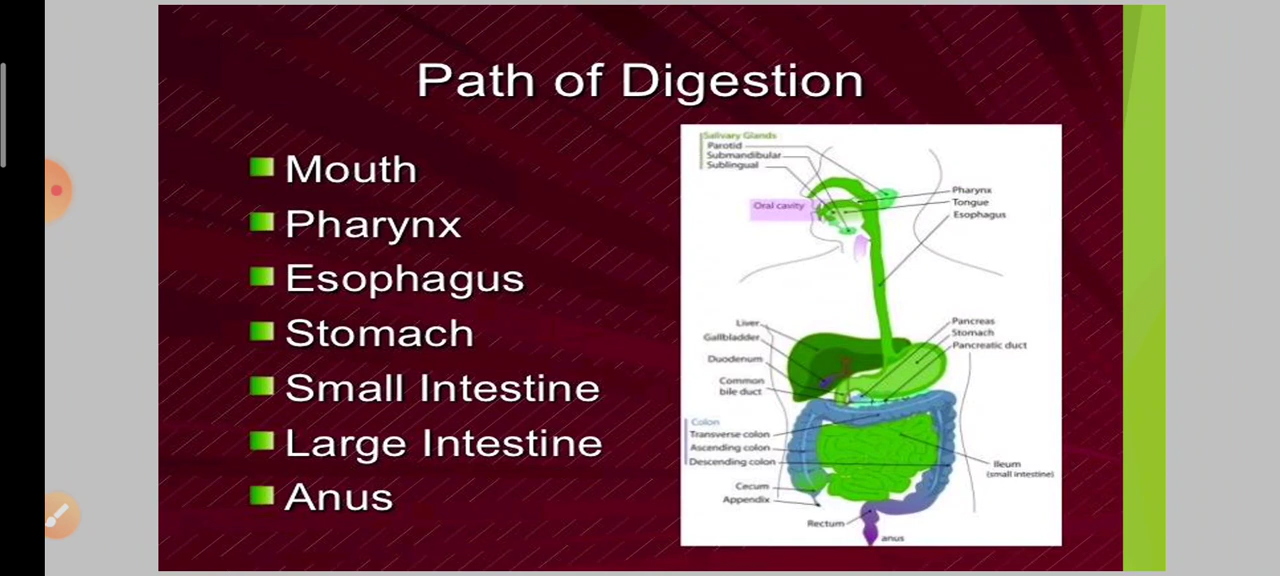 Path of Digestion
Mouth
Pharynx
Esophagus
Stomach
Small Intestine
Large Intestine
Anus
Salivary Glands
Parotid
Submandibular
Sublingual
Oral cavity
Pharynx
Tongue
Esophagus
Liver
Gallbladder
Duodenum
Common
bile duct
Pancreas
Stomach
Pancreatic duct
Colon
Transverse colon
Ascending colon
Descending colon
Cecum
Appendix
Ileum
(small intestine)
Rectum
anus